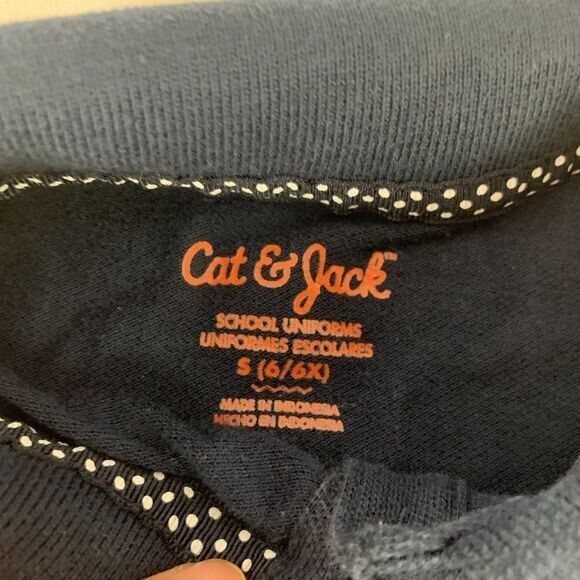 Cat & Jack™
SCHOOL UNIFORMS
UNIFORMES ESCOLARES
S (6/6X)
MADE IN INDONESIA
HECHO EN INDONESIA